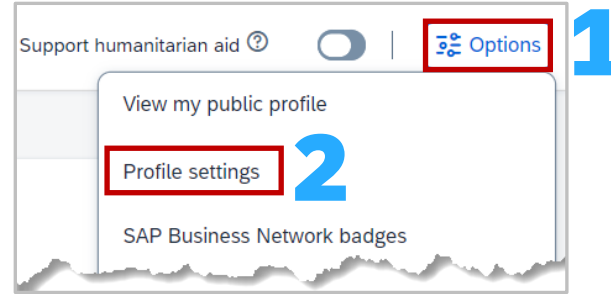 Support humanitarian aid ?
Options
1
View my public profile
Profile settings
2
SAP Business Network badges